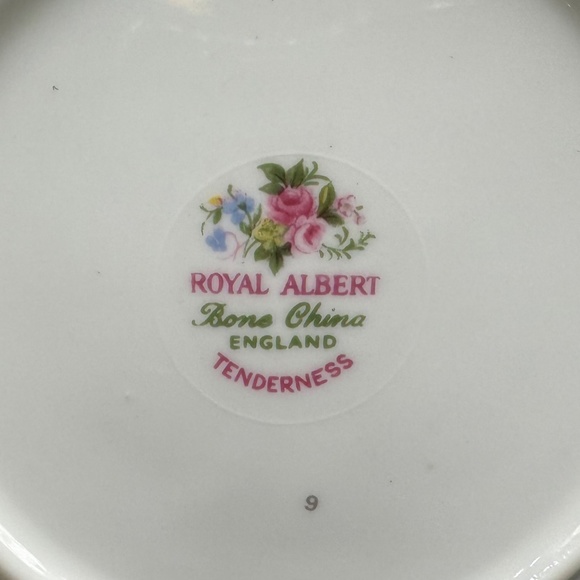 ROYAL ALBERT
Bone China
ENGLAND
TENDERNESS
9